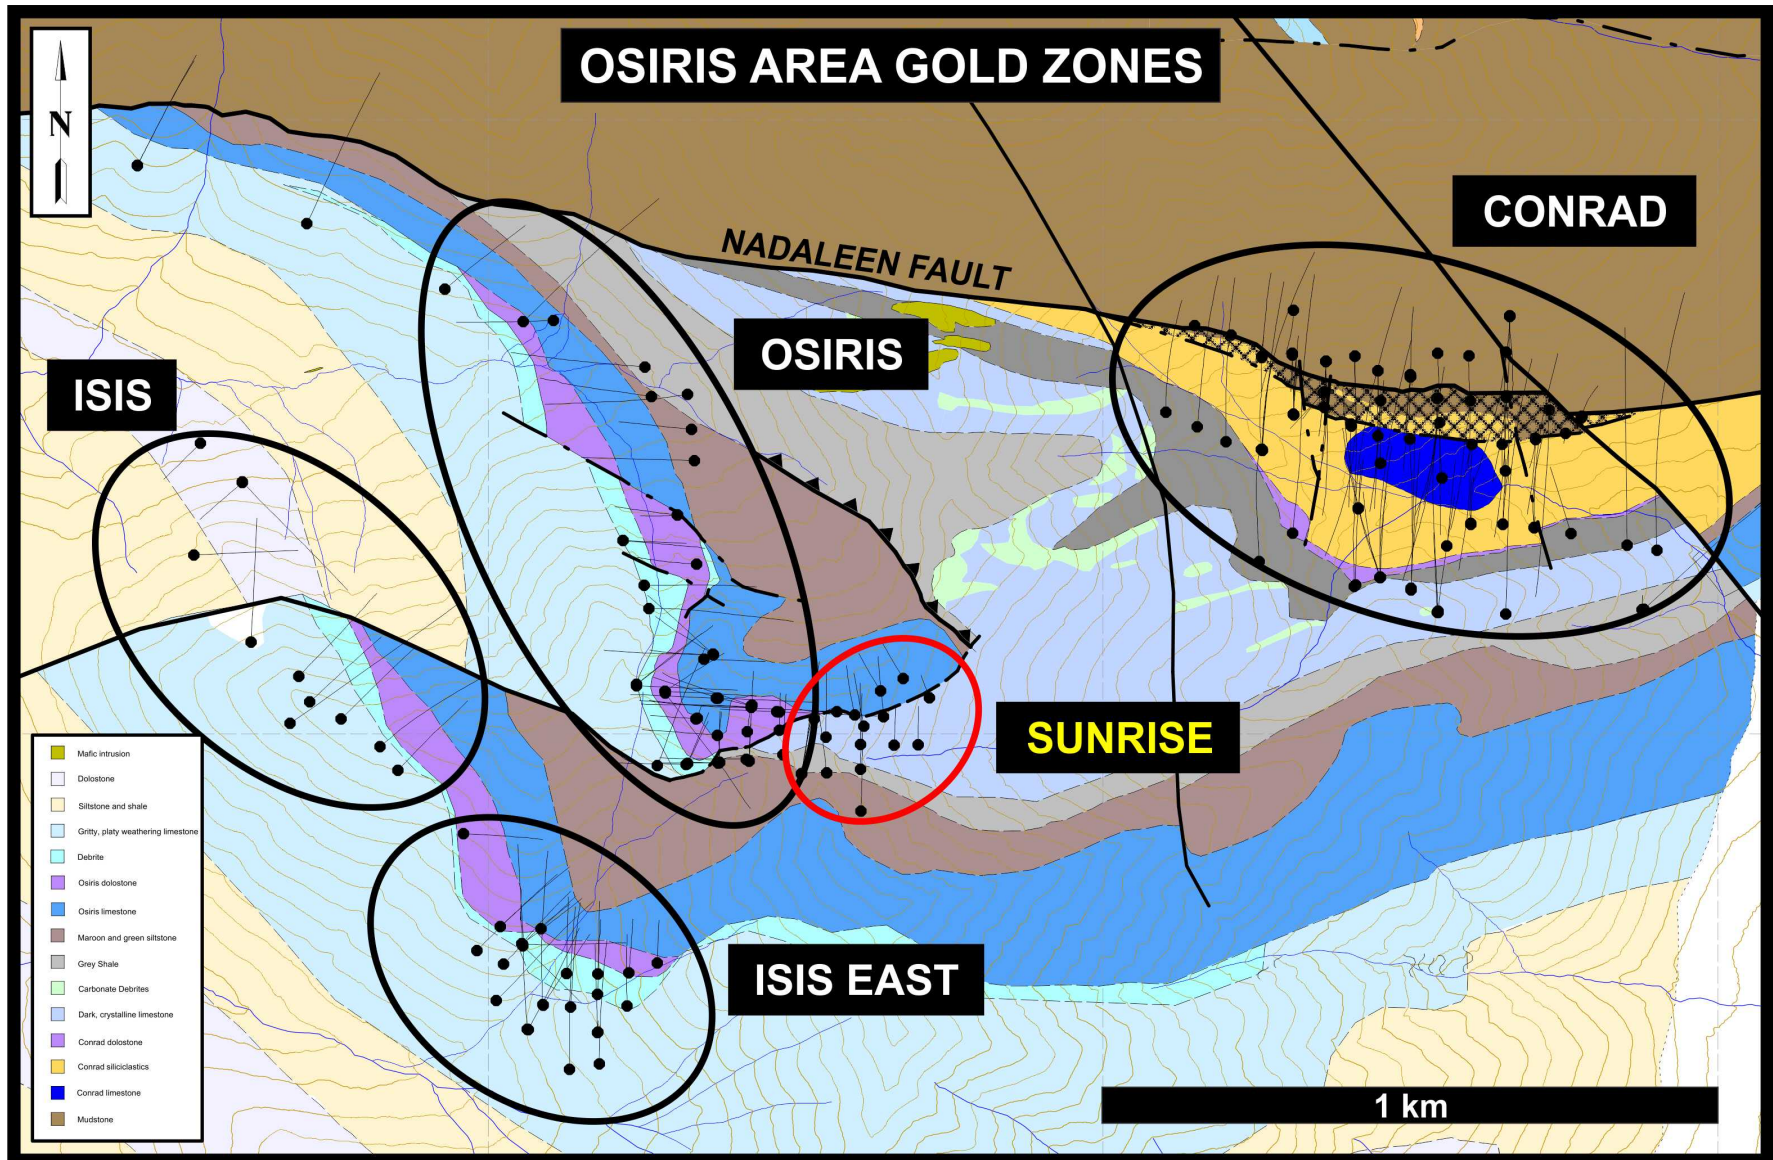 OSIRIS AREA GOLD ZONES
N
CONRAD
NADALEEN FAULT
OSIRIS
ISIS
SUNRISE
ISIS EAST
Mafic intrusion
Dolostone
Siltstone and shale
Gritty, platy weathering limestone
Debrite
Osiris dolostone
Osiris limestone
Maroon and green siltstone
Grey Shale
Carbonate Debrites
Dark, crystalline limestone
Conrad dolostone
Conrad siliciclastics
Conrad limestone
Mudstone
1 km